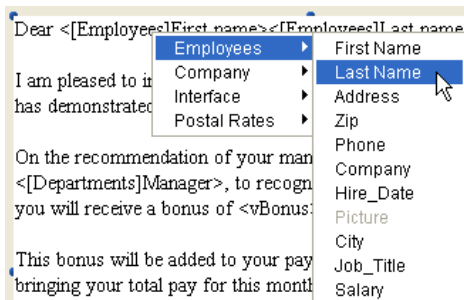 Dear <[Employees]First name><[Employees]Last name
Employees
Company
Interface
Postal Rates
First Name
Last Name
Address
Zip
Phone
Company
Hire_Date
Picture
City
Job_Title
Salary
I am pleased to in
has demonstrated
On the recommendation of your man
<[Departments]Manager>, to recogn
you will receive a bonus of <vBonus>
This bonus will be added to your pay
bringing your total pay for this month